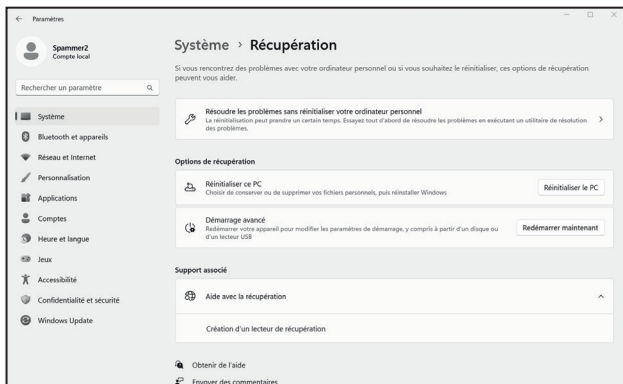 Paramètres
Spammer2
Compte local
Rechercher un paramètre
Système
Bluetooth et appareils
Réseau et Internet
Personnalisation
Applications
Comptes
Heure et langue
Jeux
Accessibilité
Confidentialité et sécurité
Windows Update
Système > Récupération
Si vous rencontrez des problèmes avec votre ordinateur personnel ou si vous souhaitez le réinitialiser, ces options de récupération
peuvent vous aider.
Résoudre les problèmes sans réinitialiser votre ordinateur personnel
La réinitialisation peut prendre un certain temps. Essayez tout d'abord de résoudre les problèmes en exécutant un utilitaire de résolution
des problèmes.
Options de récupération
Réinitialiser ce PC
Choisir de conserver ou de supprimer vos fichiers personnels, puis réinstaller Windows
Réinitialiser le PC
Démarrage avancé
Redémarrer votre appareil pour modifier les paramètres de démarrage, y compris à partir d'un disque ou
d'un lecteur USB
Redémarrer maintenant
Support associé
Aide avec la récupération
Création d'un lecteur de récupération
Obtenir de l'aide
Envoyer des commentaires